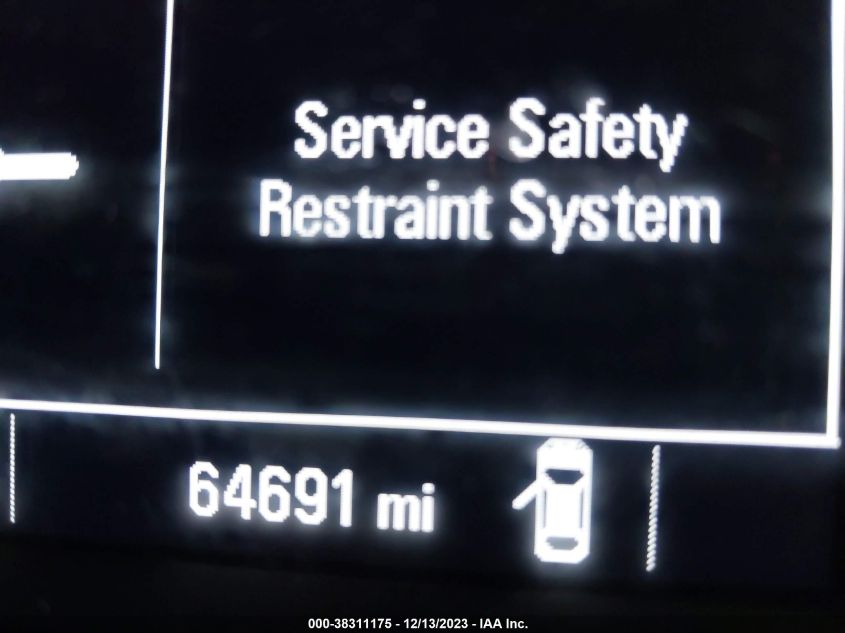 Service Safety
Restraint System
64691 mi
000-38311175 - 12/13/2023 - IAA Inc.